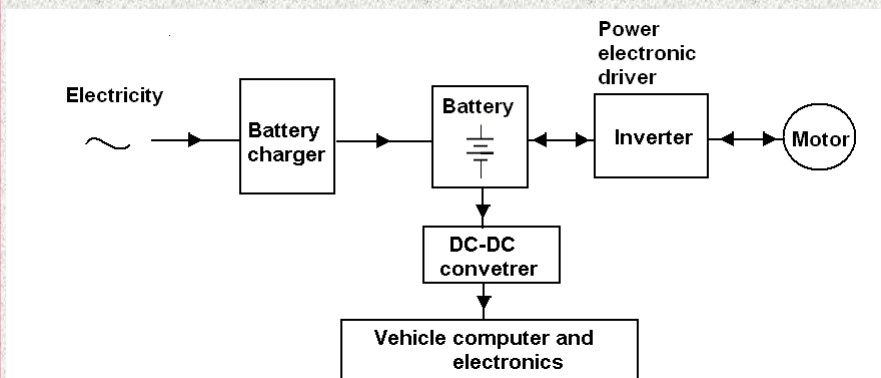 Power
electronic
driver
Electricity
Battery
charger
Battery
Inverter
Motor
DC-DC
convetrer
Vehicle computer and
electronics